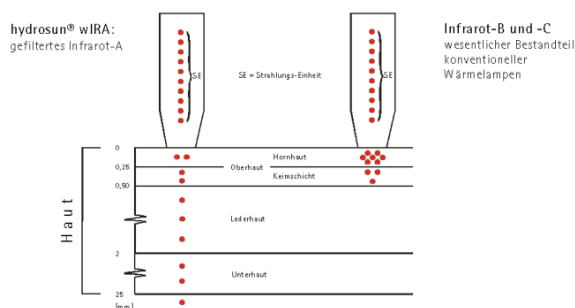 hydrosun® wIRA:
gefiltertes Infrarot-A
Infrarot-B und -C
wesentlicher Bestandteil
konventioneller
Wärmelampen
SE
SE = Strahlungs-Einheit
SE
Haut
0
0,25
0,50
2
25
[mm]
Hornhaut
Oberhaut
Keimschicht
Lederhaut
Unterhaut